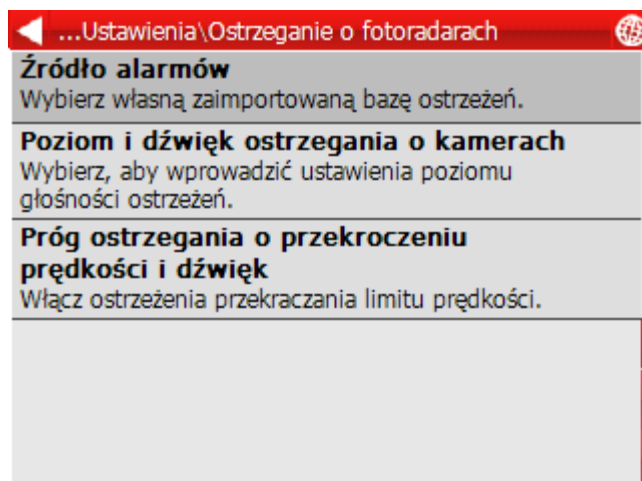 ...Ustawienia\Ostrzeganie o fotoradarach
Źródło alarmów
Wybierz własną zaimportowaną bazę ostrzeżeń.
Poziom i dźwięk ostrzegania o kamerach
Wybierz, aby wprowadzić ustawienia poziomu
głośności ostrzeżeń.
Próg ostrzegania o przekroczeniu
prędkości i dźwięk
Włącz ostrzeżenia przekraczania limitu prędkości.